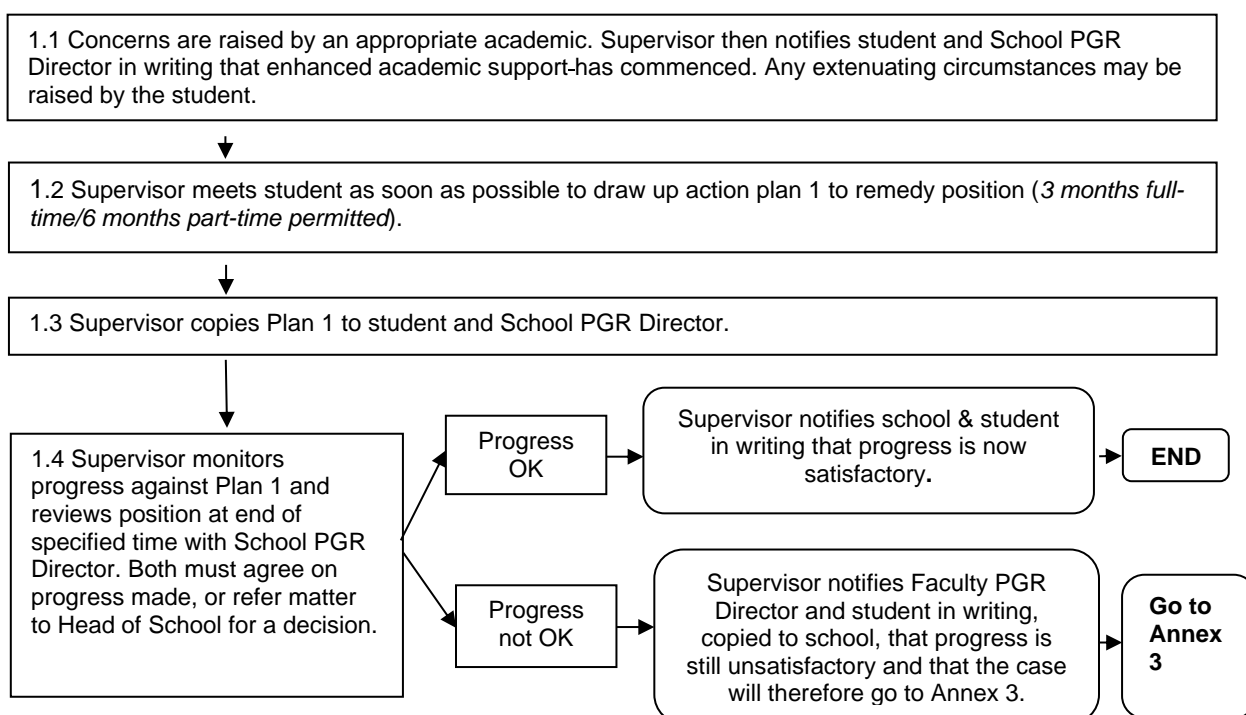 1.1 Concerns are raised by an appropriate academic. Supervisor then notifies student and School PGR
Director in writing that enhanced academic support-has commenced. Any extenuating circumstances may be
raised by the student.
1.2 Supervisor meets student as soon as possible to draw up action plan 1 to remedy position (3 months full-
time/6 months part-time permitted).
1.3 Supervisor copies Plan 1 to student and School PGR Director.
1.4 Supervisor monitors
progress against Plan 1 and
reviews position at end of
specified time with School PGR
Director. Both must agree on
progress made, or refer matter
to Head of School for a decision.
Progress
OK
Supervisor notifies school & student
in writing that progress is now
satisfactory.
END
Progress
not OK
Supervisor notifies Faculty PGR
Director and student in writing,
copied to school, that progress is
still unsatisfactory and that the case
will therefore go to Annex 3.
Go to
Annex
3